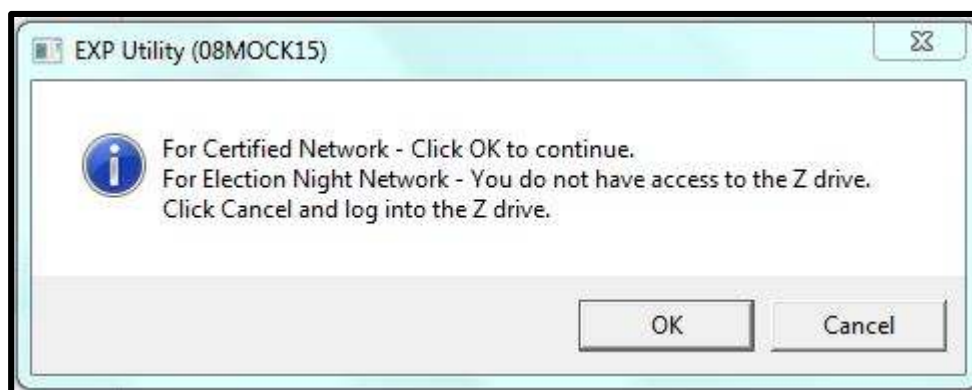 EXP Utility (08MOCK15)
For Certified Network - Click OK to continue.
For Election Night Network - You do not have access to the Z drive.
Click Cancel and log into the Z drive.
OK Cancel